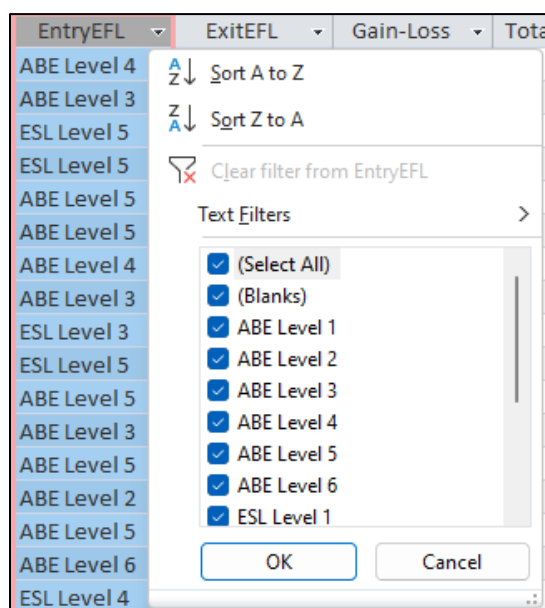 EntryEFL ExitEFL Gain-Loss Tota
ABE Level 4
ABE Level 3
ESL Level 5
ESL Level 5
ABE Level 5
ABE Level 5
ABE Level 4
ABE Level 3
ESL Level 3
ESL Level 5
ABE Level 5
ABE Level 3
ABE Level 5
ABE Level 2
ABE Level 5
ABE Level 6
ESL Level 4
Sort A to Z
Sort Z to A
Clear filter from EntryEFL
Text Filters
(Select All)
(Blanks)
ABE Level 1
ABE Level 2
ABE Level 3
ABE Level 4
ABE Level 5
ABE Level 6
ESL Level 1
OK Cancel